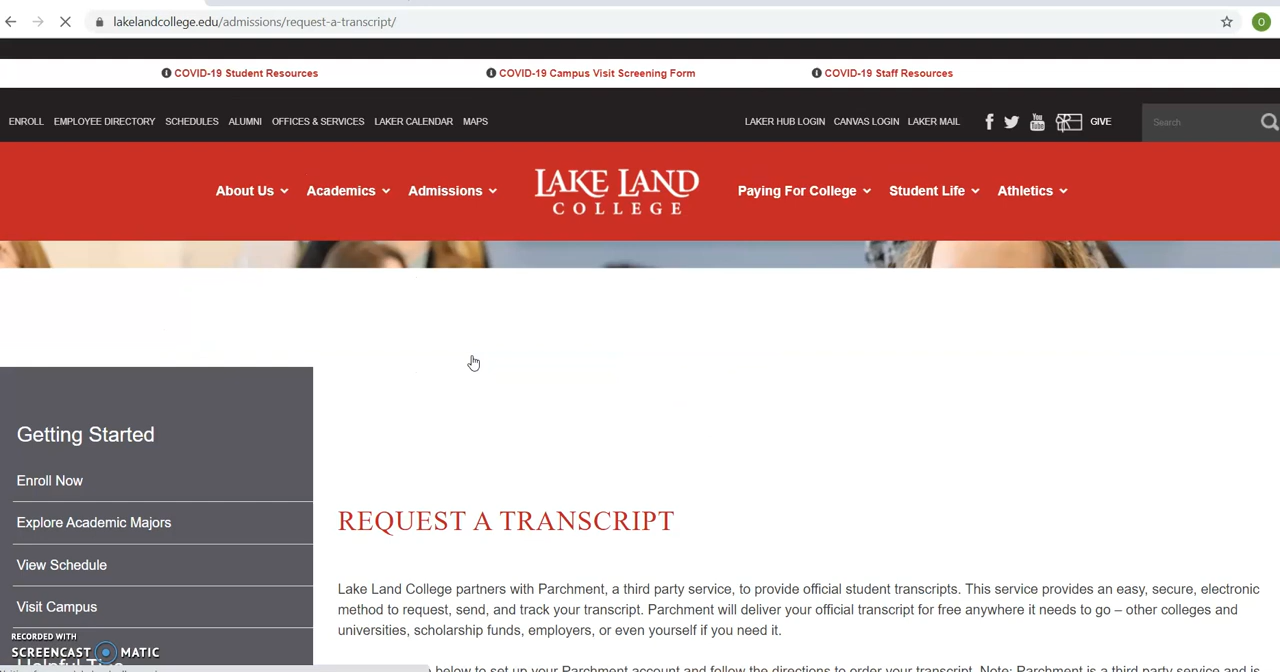 lakelandcollege.edu/admissions/request-a-transcript/
O
COVID-19 Student Resources COVID-19 Campus Visit Screening Form COVID-19 Staff Resources
ENROLL EMPLOYEE DIRECTORY SCHEDULES ALUMNI OFFICES & SERVICES LAKER CALENDAR MAPS LAKER HUB LOGIN CANVAS LOGIN LAKER MAIL You Tube GIVE Search
About Us Academics Admissions LAKE LAND COLLEGE Paying For College Student Life Athletics
Getting Started
Enroll Now
Explore Academic Majors
View Schedule
Visit Campus
REQUEST A TRANSCRIPT
Lake Land College partners with Parchment, a third party service, to provide official student transcripts. This service provides an easy, secure, electronic
method to request, send, and track your transcript. Parchment will deliver your official transcript for free anywhere it needs to go – other colleges and
universities, scholarship funds, employers, or even yourself if you need it.
below to set up your Parchment account and follow the directions to order your transcript. Note: Parchment is a third party service and is
RECORDED WITH
SCREENCAST MATIC